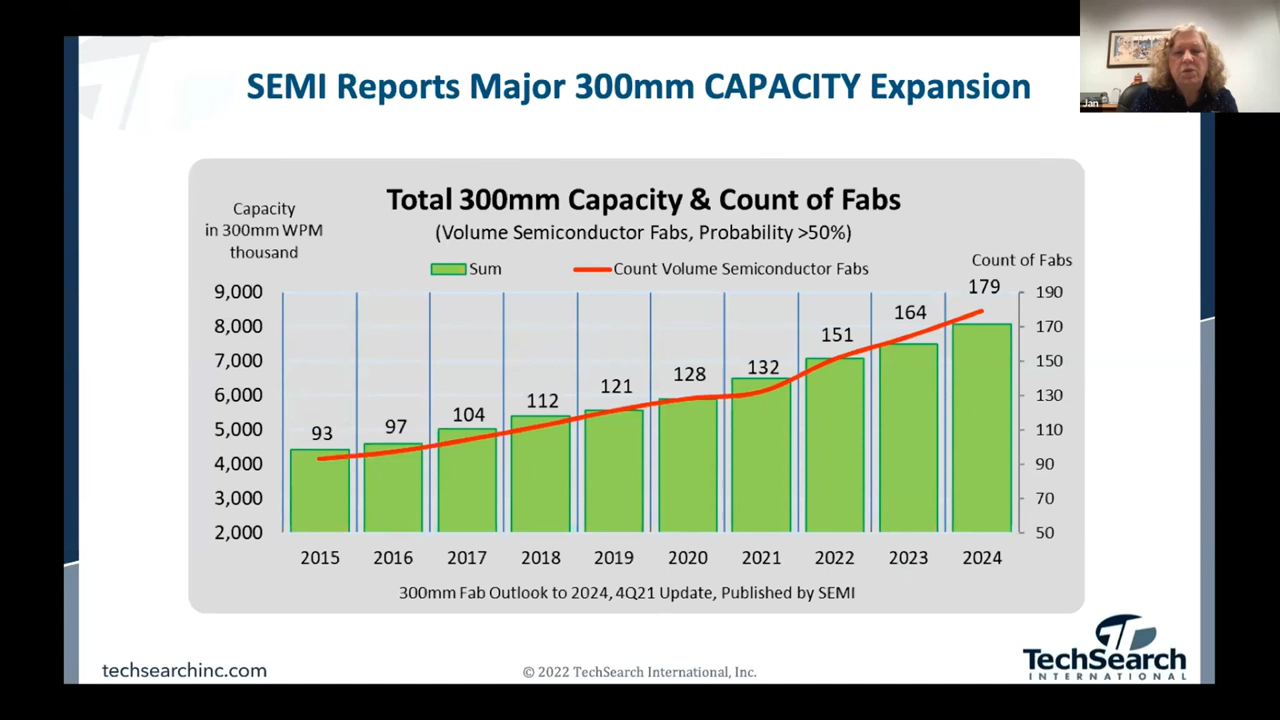 SEMI Reports Major 300mm CAPACITY Expansion
Jan
Total 300mm Capacity & Count of Fabs
(Volume Semiconductor Fabs, Probability >50%)
Capacity
in 300mm WPM
thousand
Sum
Count Volume Semiconductor Fabs
Count of Fabs
9,000
8,000
7,000
6,000
5,000
4,000
3,000
2,000
93
97
104
112
121
128
132
151
164
179
190
170
150
130
110
90
70
50
2015 2016 2017 2018 2019 2020 2021 2022 2023 2024
300mm Fab Outlook to 2024, 4Q21 Update, Published by SEMI
techsearchinc.com
© 2022 TechSearch International, Inc.
TechSearch
INTERNATIONAL